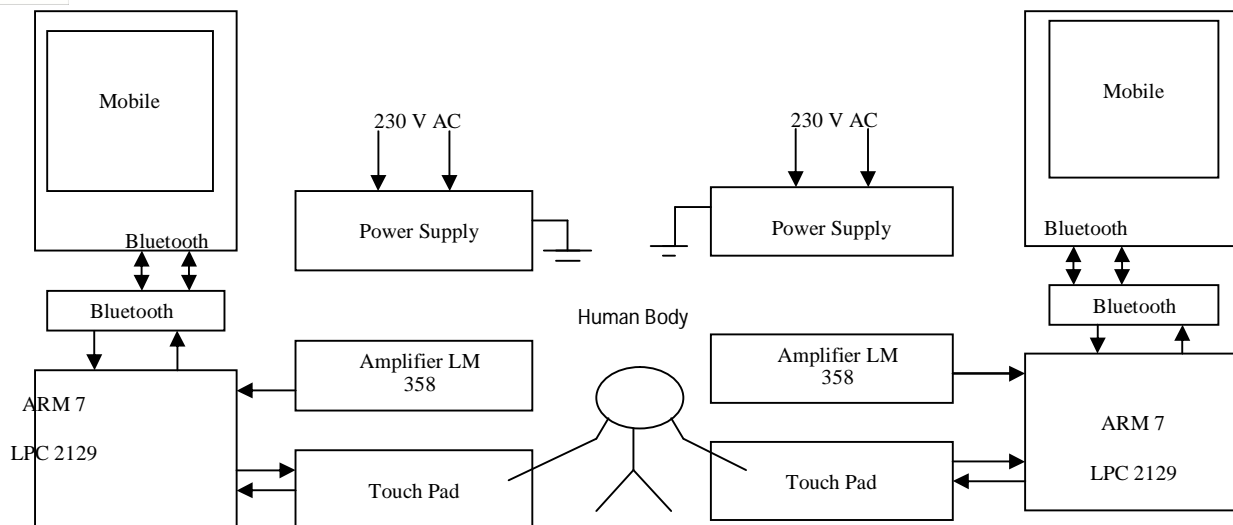 Mobile
Mobile
230 V AC
230 V AC
Power Supply
Power Supply
Bluetooth
Bluetooth
Bluetooth
Bluetooth
Human Body
Amplifier LM
358
Amplifier LM
358
ARM 7
LPC 2129
ARM 7
LPC 2129
Touch Pad
Touch Pad